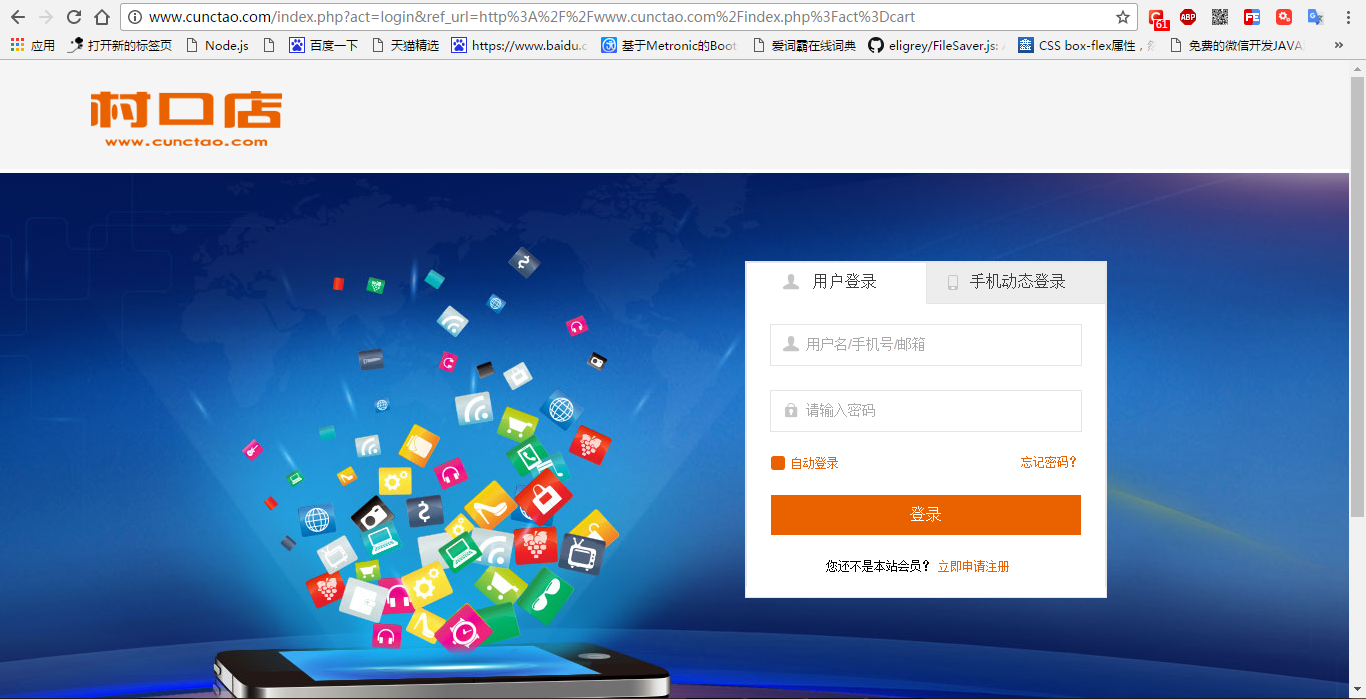 www.cunctao.com/index.php?act=login&ref_url=http%3A%2F%2Fwww.cunctao.com%2Findex.php%3Fact%3Dcart
61
ABP
FE
应用 打开新的标签页 Node.js 百度一下 天猫精选 https://www.baidu.c 基于Metronic的Boot 爱词霸在线词典 eligrey/FileSaver.js: CSS box-flex属性， 免费的微信开发JAVA »
村口店
www.cunctao.com
用户登录 手机动态登录
用户名/手机号/邮箱
请输入密码
自动登录 忘记密码?
登录
您还不是本站会员? 立即申请注册